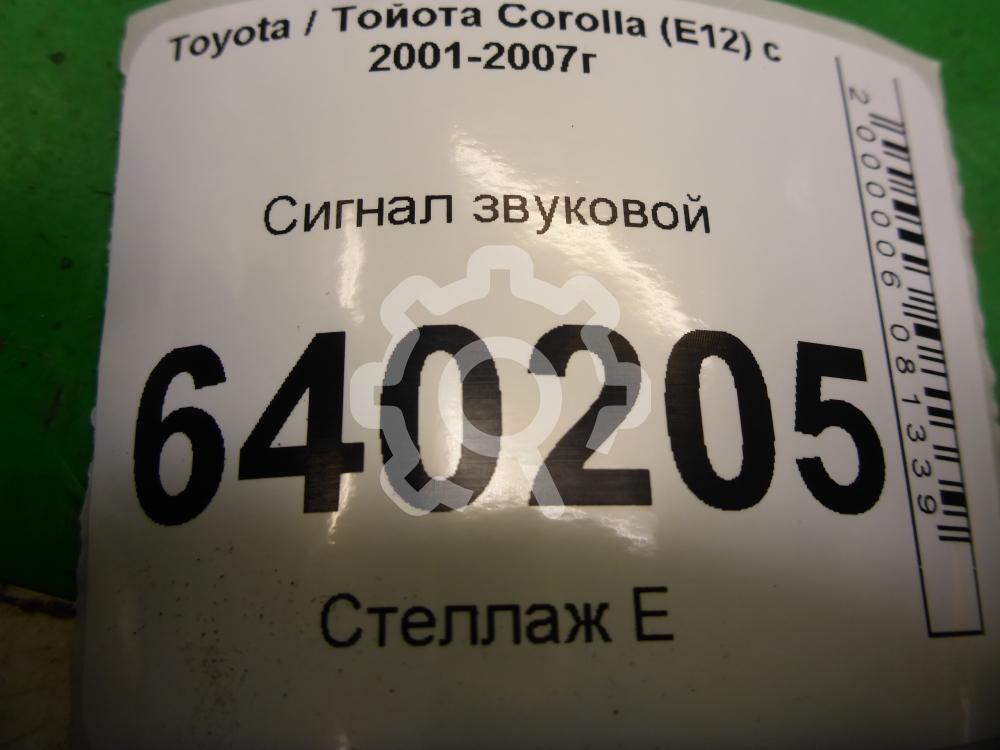 Toyota / Тойота Corolla (E12) с
2001-2007г
Сигнал звуковой
640205
Стеллаж Е
2000006081339